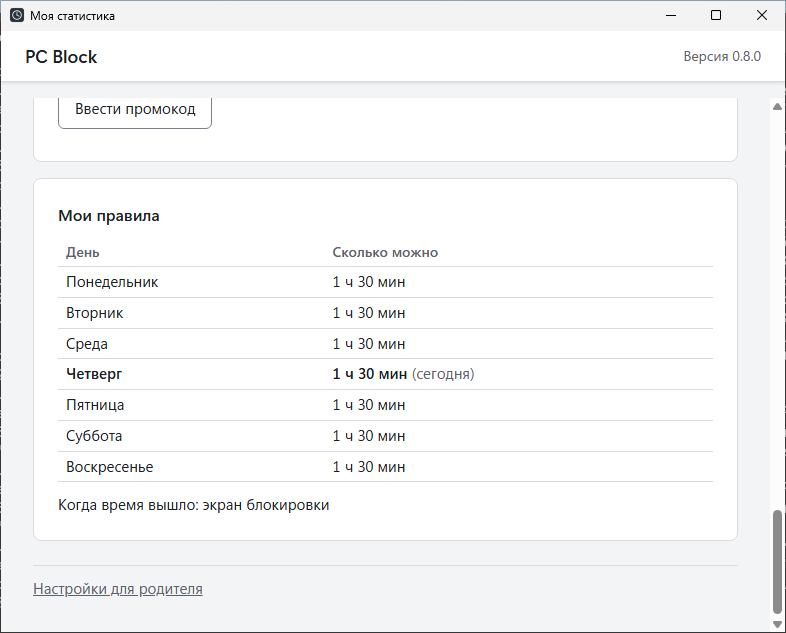 Моя статистика
PC Block
Версия 0.8.0
Ввести промокод
Мои правила
День Сколько можно
Понедельник 1 ч 30 мин
Вторник 1 ч 30 мин
Среда 1 ч 30 мин
Четверг 1 ч 30 мин (сегодня)
Пятница 1 ч 30 мин
Суббота 1 ч 30 мин
Воскресенье 1 ч 30 мин
Когда время вышло: экран блокировки
Настройки для родителя